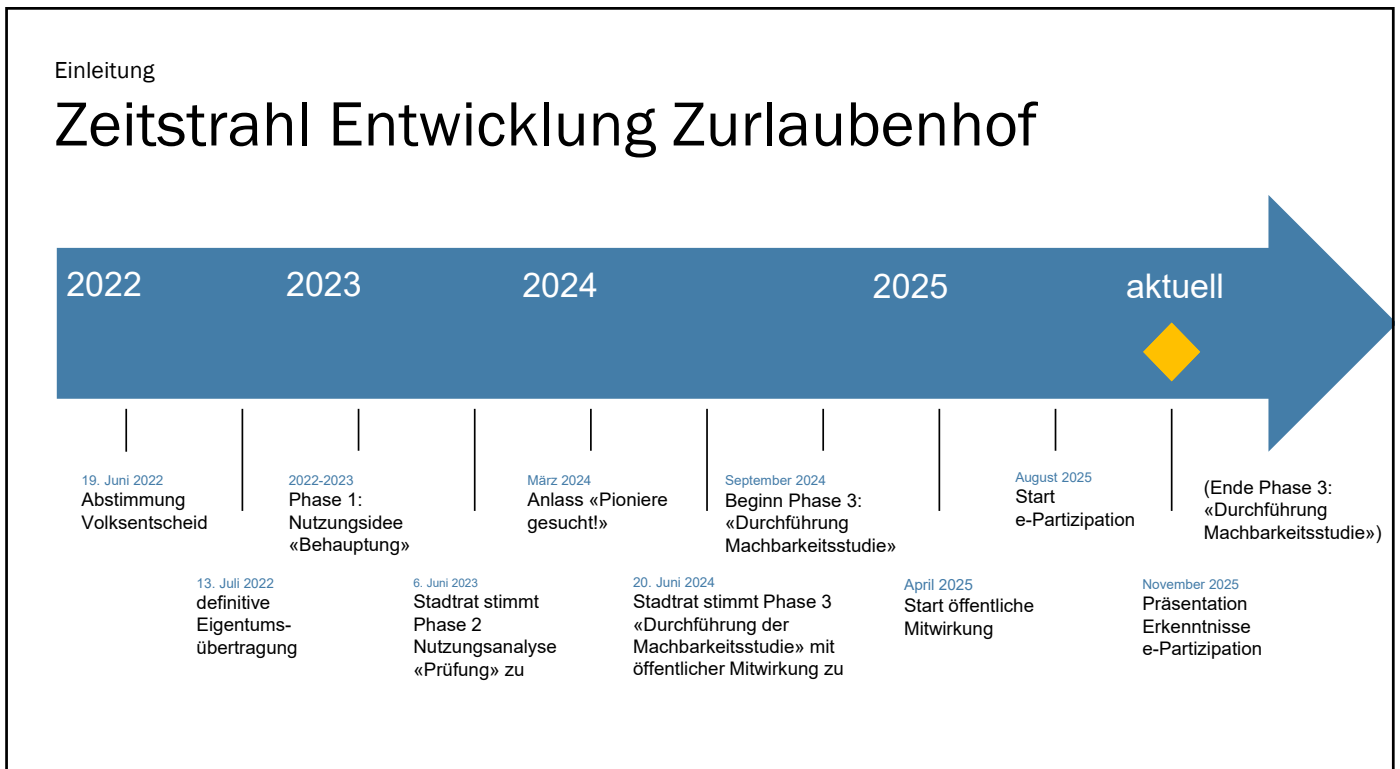 Einleitung
Zeitstrahl Entwicklung Zurlaubenhof
2022
2023
2024
2025
aktuell
19. Juni 2022
Abstimmung
Volksentscheid
13. Juli 2022
definitive
Eigentums-
übertragung
2022-2023
Phase 1:
Nutzungsidee
«Behauptung»
6. Juni 2023
Stadtrat stimmt
Phase 2
Nutzungsanalyse
«Prüfung» zu
März 2024
Anlass «Pioniere
gesucht!»
20. Juni 2024
Stadtrat stimmt Phase 3
«Durchführung der
Machbarkeitsstudie» mit
öffentlicher Mitwirkung zu
September 2024
Beginn Phase 3:
«Durchführung
Machbarkeitsstudie»
April 2025
Start öffentliche
Mitwirkung
August 2025
Start
e-Partizipation
November 2025
Präsentation
Erkenntnisse
e-Partizipation
(Ende Phase 3:
«Durchführung
Machbarkeitsstudie»)